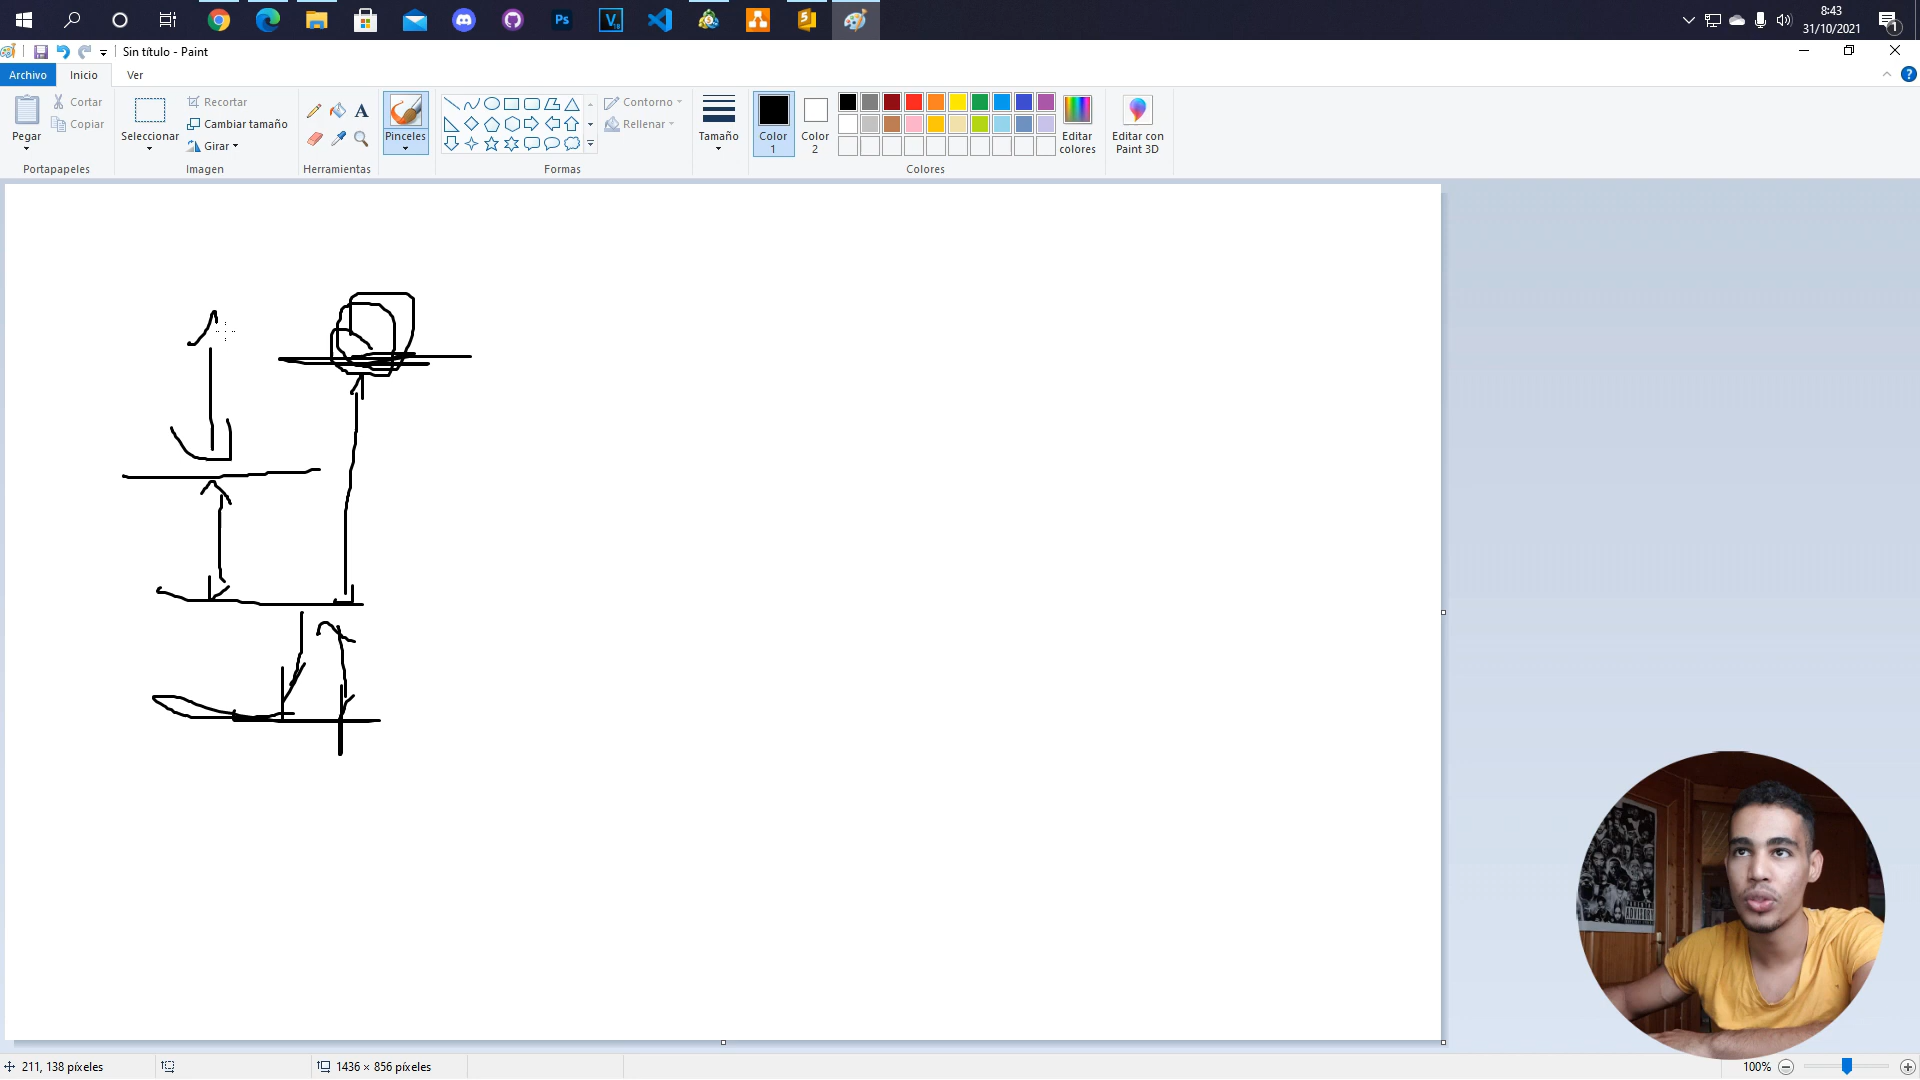 8:43
31/10/2021
1
Sin título - Paint
Archivo Inicio Ver
Pegar
Cortar
Copiar
Portapapeles
Seleccionar
Recortar
Cambiar tamaño
Girar
Imagen
A
Herramientas
Pinceles
Contorno
Rellenar
Formas
Tamaño
Color 1
Color 2
Editar colores
Editar con Paint 3D
Colores
211, 138 píxeles
1436 × 856 píxeles
100%